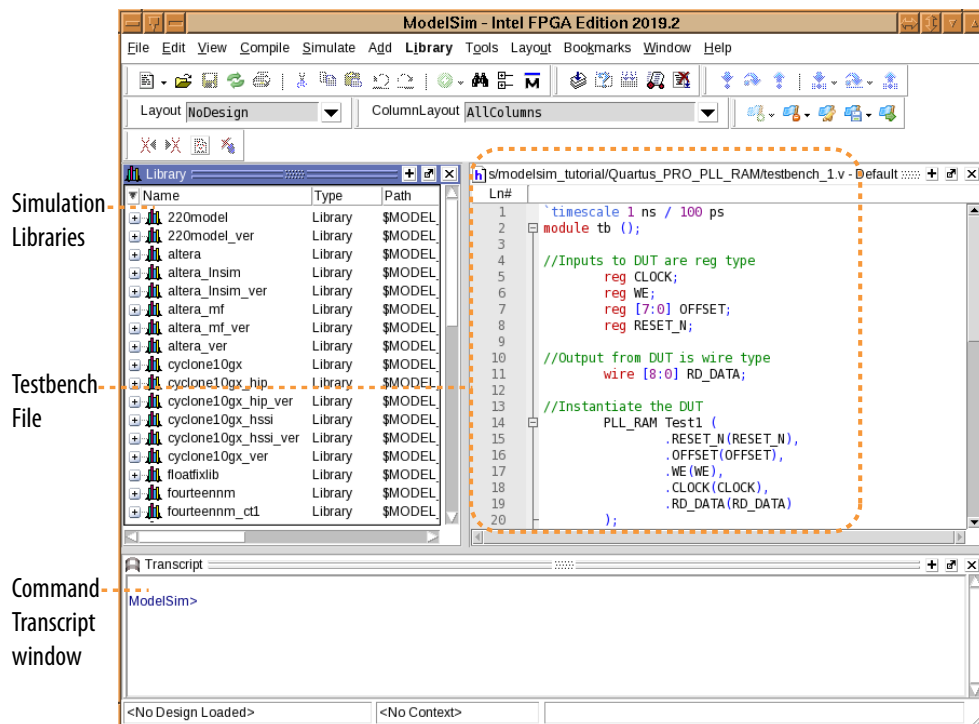 ModelSim - Intel FPGA Edition 2019.2
File Edit View Compile Simulate Add Library Tools Layout Bookmarks Window Help
Layout NoDesign ColumnLayout AllColumns
Library
Name Type Path
220model Library $MODEL_
220model_ver Library $MODEL_
altera Library $MODEL_
altera_lnsim Library $MODEL_
altera_lnsim_ver Library $MODEL_
altera_mf Library $MODEL_
altera_mf_ver Library $MODEL_
altera_ver Library $MODEL_
cyclone10gx Library $MODEL_
cyclone10gx_hip Library $MODEL_
cyclone10gx_hip_ver Library $MODEL_
cyclone10gx_hssi Library $MODEL_
cyclone10gx_hssi_ver Library $MODEL_
cyclone10gx_ver Library $MODEL_
floatfixlib Library $MODEL_
fourteennm Library $MODEL_
fourteennm_ct1 Library $MODEL_
s/modelsim_tutorial/Quartus_PRO_PLL_RAM/testbench_1.v - Default
Ln#
1 `timescale 1 ns / 100 ps
2 module tb ();
3
4 //Inputs to DUT are reg type
5 reg CLOCK;
6 reg WE;
7 reg [7:0] OFFSET;
8 reg RESET_N;
9
10 //Output from DUT is wire type
11 wire [8:0] RD_DATA;
12
13 //Instantiate the DUT
14 PLL_RAM Test1 (
15 .RESET_N(RESET_N),
16 .OFFSET(OFFSET),
17 .WE(WE),
18 .CLOCK(CLOCK),
19 .RD_DATA(RD_DATA)
20 );
Transcript
ModelSim>
<No Design Loaded> <No Context>
Simulation
Libraries
Testbench
File
Command
Transcript
window